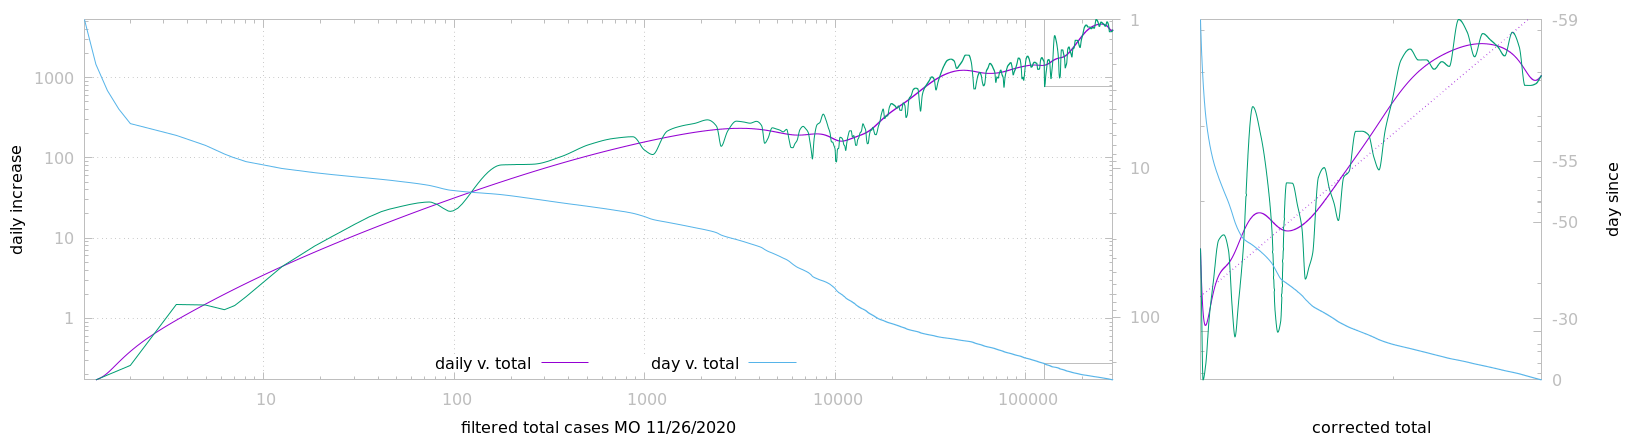 daily increase
1000
100
10
1
10
100
1000
10000
100000
1
10
100
daily v. total
day v. total
filtered total cases MO 11/26/2020
-59
-55
-50
-30
0
day since
corrected total